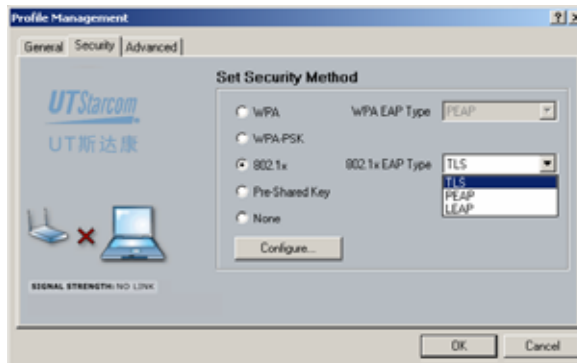 Profile Management
General Security Advanced
Set Security Method
UTStarcom
UT斯达康
WPA WPA EAP Type PEAP
WPA-PSK
802.1x 802.1x EAP Type TLS
TLS
PEAP
LEAP
Pre-Shared Key
None
Configure...
SIGNAL STRENGTH: NO LINK
OK Cancel